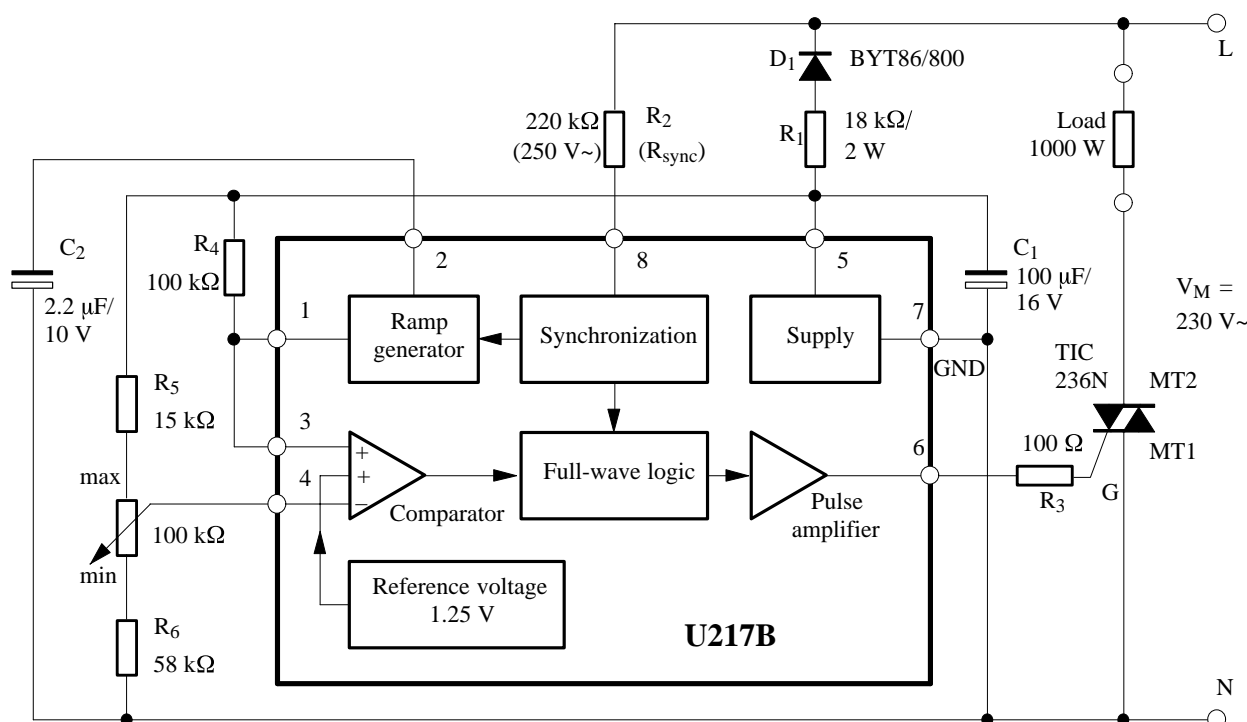 L
D1
BYT86/800
220 kΩ
(250 V~)
R2
(Rsync)
R1
18 kΩ/
2 W
Load
1000 W
C2
2.2 μF/
10 V
R4
100 kΩ
2
8
5
C1
100 μF/
16 V
VM =
230 V~
1
Ramp
generator
Synchronization
Supply
7
GND
TIC
236N
MT2
MT1
R5
15 kΩ
3
+
+
−
4
Comparator
Full-wave logic
Pulse
amplifier
6
100 Ω
R3
G
max
100 kΩ
min
Reference voltage
1.25 V
U217B
R6
58 kΩ
N